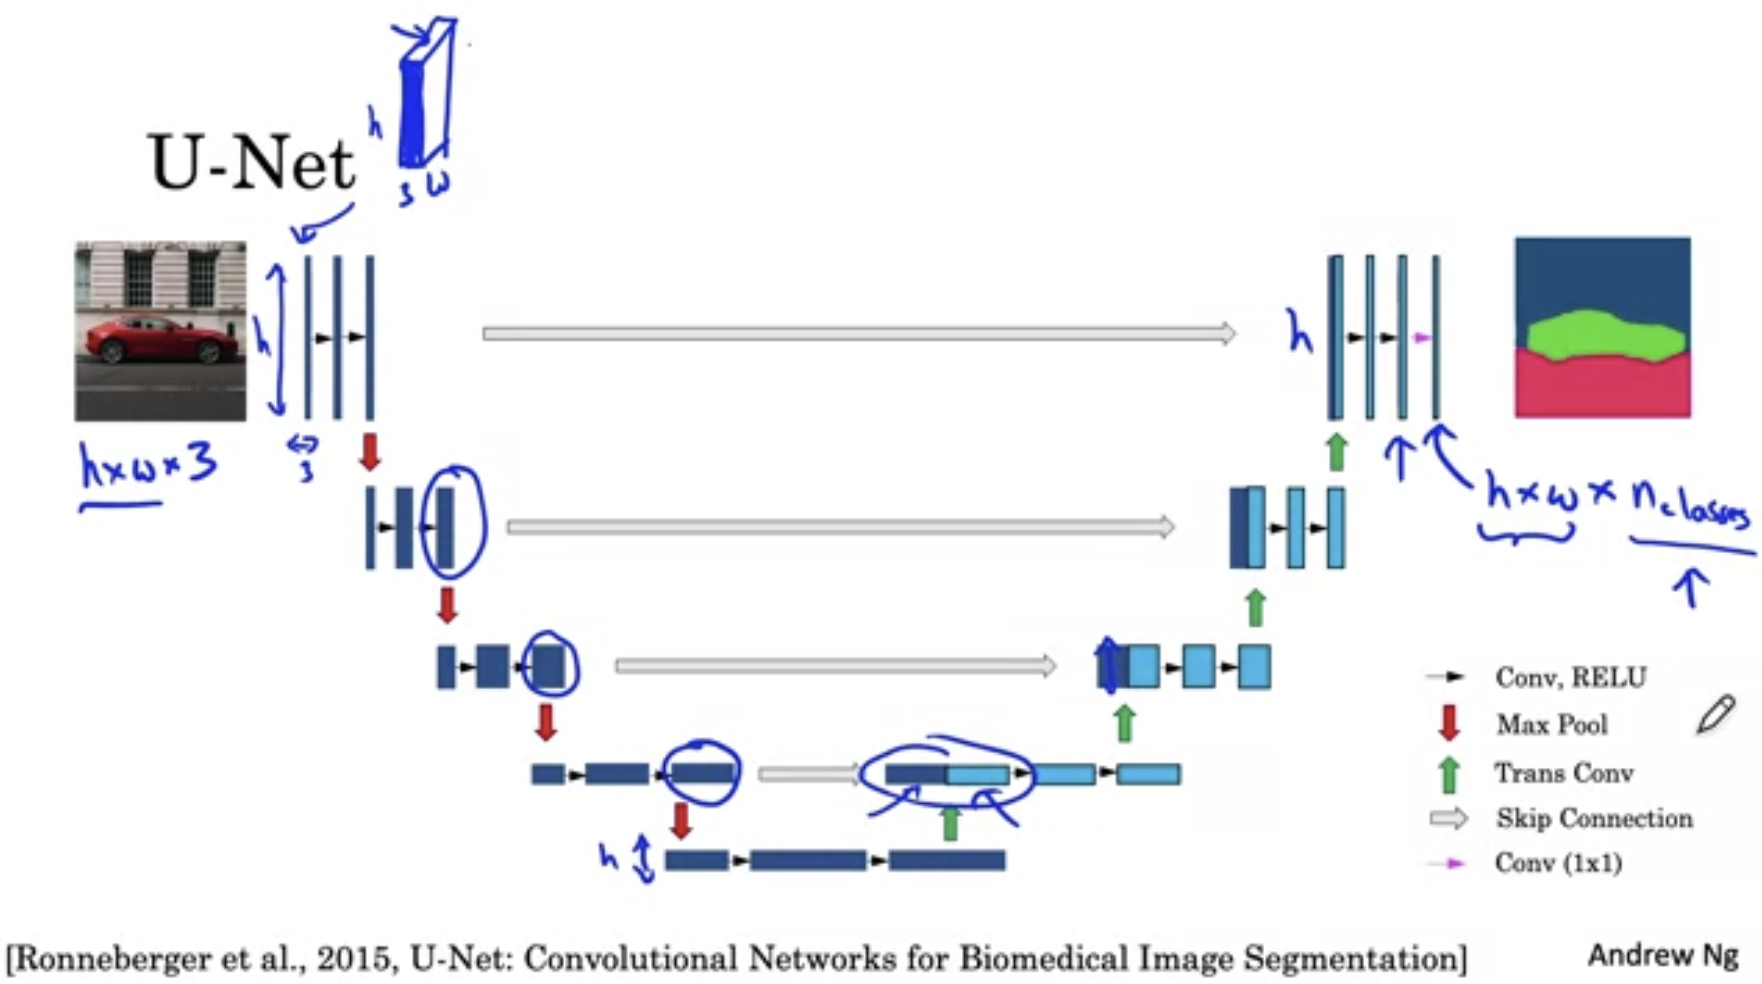 h
3 w
U-Net
h
h
3
h×w×3
h×w×n_classes
Conv, RELU
Max Pool
Trans Conv
h
Skip Connection
Conv (1x1)
[Ronneberger et al., 2015, U-Net: Convolutional Networks for Biomedical Image Segmentation]
Andrew Ng